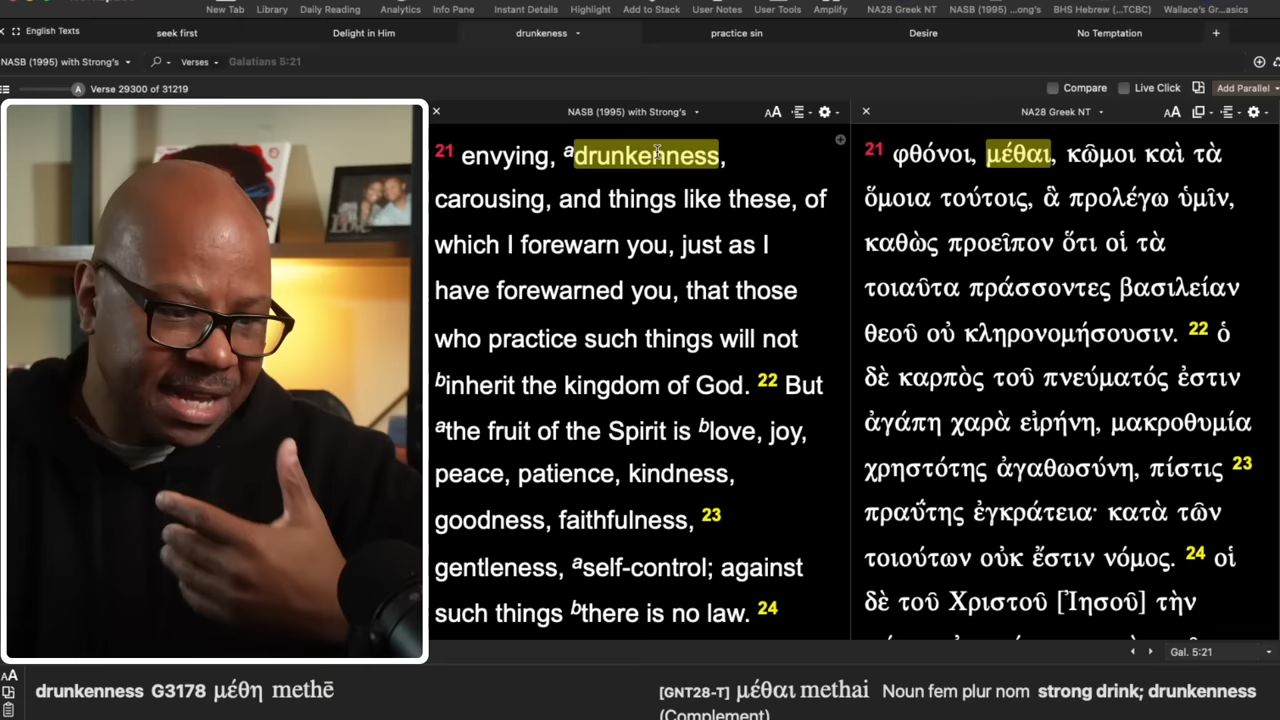 New Tab Library Daily Reading Analytics Info Pane Instant Details Highlight Add to Stack User Notes User Tools Amplify NA28 Greek NT NASB (1995) ...ong's BHS Hebrew (...TCBC) Wallace's Gr...asics
English Texts seek first Delight in Him drunkeness practice sin Desire No Temptation
NASB (1995) with Strong's Verses Galatians 5:21
A Verse 29300 of 31219 Compare Live Click Add Parallel
NASB (1995) with Strong's AA
21 envying, ᵃdrunkenness,
carousing, and things like these, of
which I forewarn you, just as I
have forewarned you, that those
who practice such things will not
ᵇinherit the kingdom of God. 22 But
ᵃthe fruit of the Spirit is ᵇlove, joy,
peace, patience, kindness,
goodness, faithfulness, 23
gentleness, ᵃself-control; against
such things ᵇthere is no law. 24
NA28 Greek NT AA
21 φθόνοι, μέθαι, κῶμοι καὶ τὰ
ὅμοια τούτοις, ἃ προλέγω ὑμῖν,
καθὼς προεῖπον ὅτι οἱ τὰ
τοιαῦτα πράσσοντες βασιλείαν
θεοῦ οὐ κληρονομήσουσιν. 22 ὁ
δὲ καρπὸς τοῦ πνεύματός ἐστιν
ἀγάπη χαρὰ εἰρήνη, μακροθυμία
χρηστότης ἀγαθωσύνη, πίστις 23
πραΰτης ἐγκράτεια· κατὰ τῶν
τοιούτων οὐκ ἔστιν νόμος. 24 οἱ
δὲ τοῦ Χριστοῦ [Ἰησοῦ] τὴν
Gal. 5:21
AA
drunkenness G3178 μέθη methē
[GNT28-T] μέθαι methai Noun fem plur nom strong drink; drunkenness
(Complement)